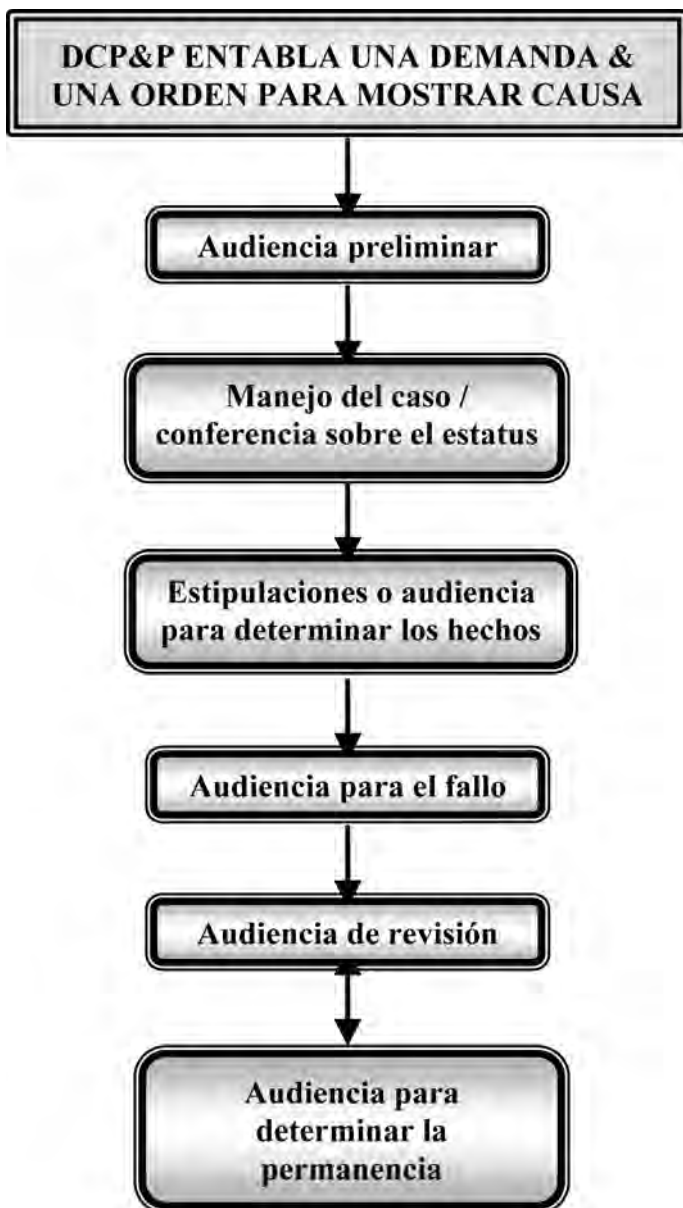 DCP&P ENTABLA UNA DEMANDA &
UNA ORDEN PARA MOSTRAR CAUSA
Audiencia preliminar
Manejo del caso /
conferencia sobre el estatus
Estipulaciones o audiencia
para determinar los hechos
Audiencia para el fallo
Audiencia de revisión
Audiencia para
determinar la
permanencia